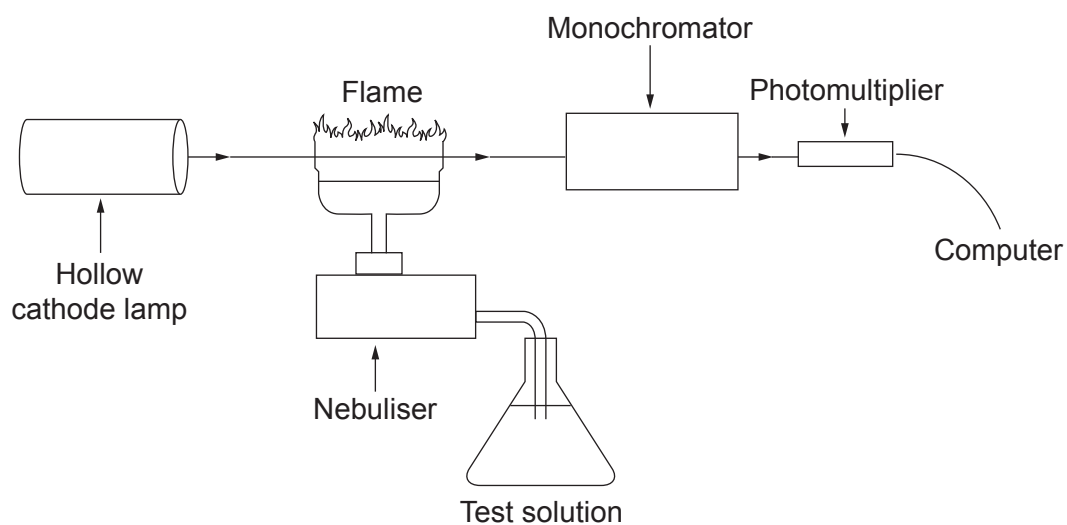 Monochromator
Photomultiplier
Flame
Computer
Hollow
cathode lamp
Nebuliser
Test solution